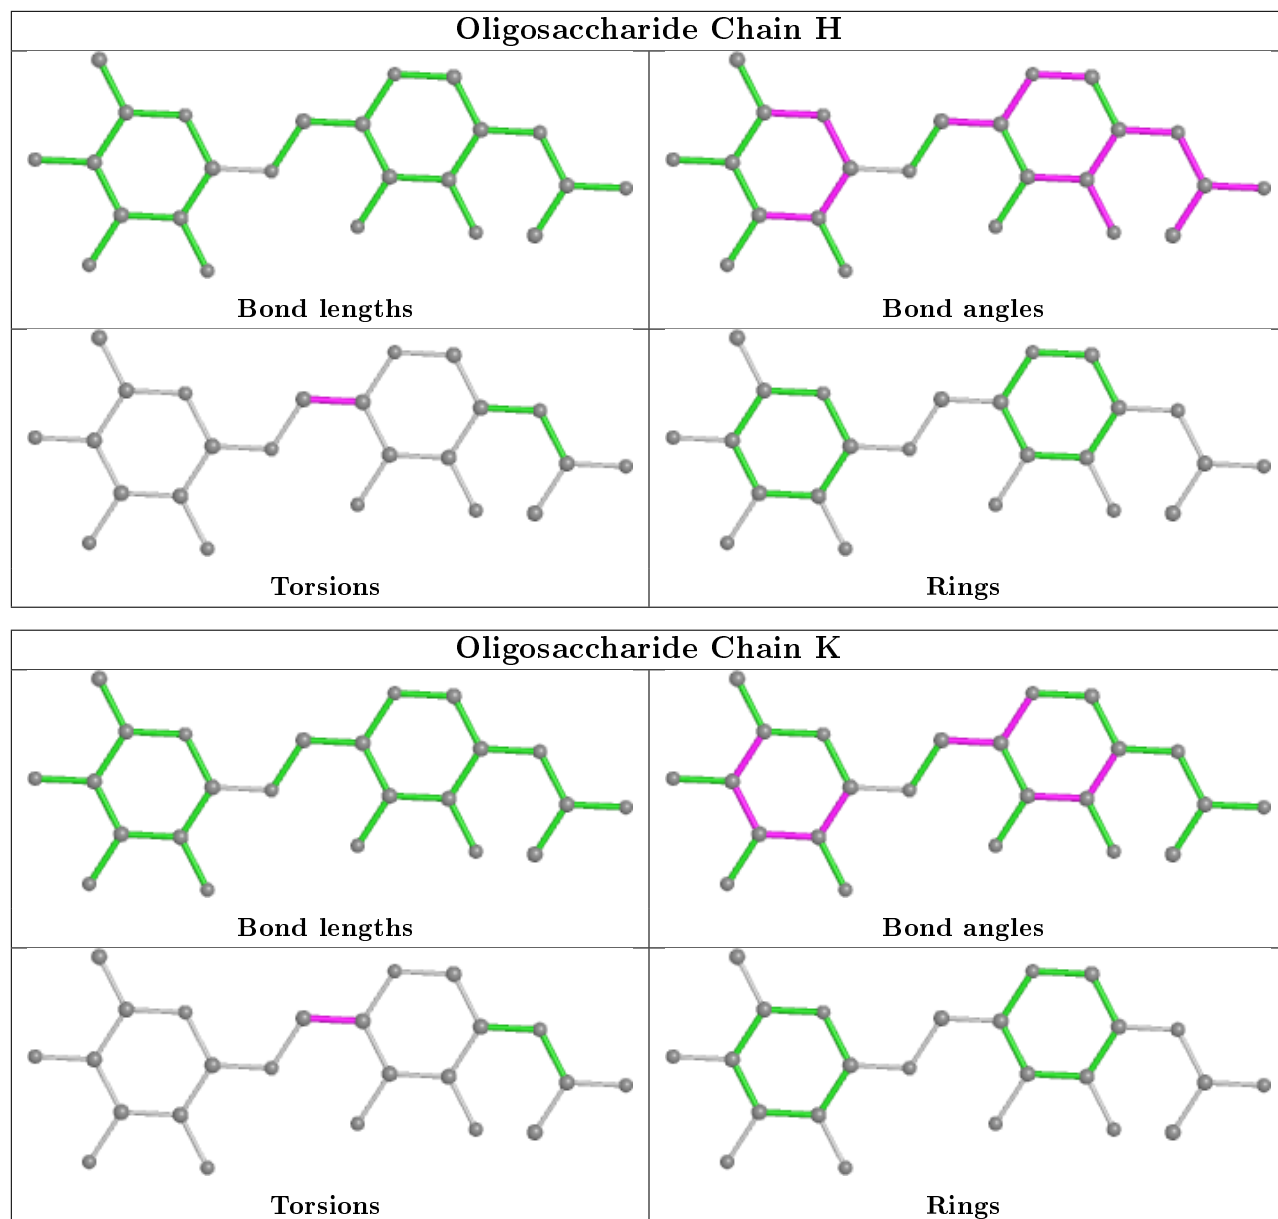 Oligosaccharide Chain H
Bond lengths
Bond angles
Torsions
Rings
Oligosaccharide Chain K
Bond lengths
Bond angles
Torsions
Rings